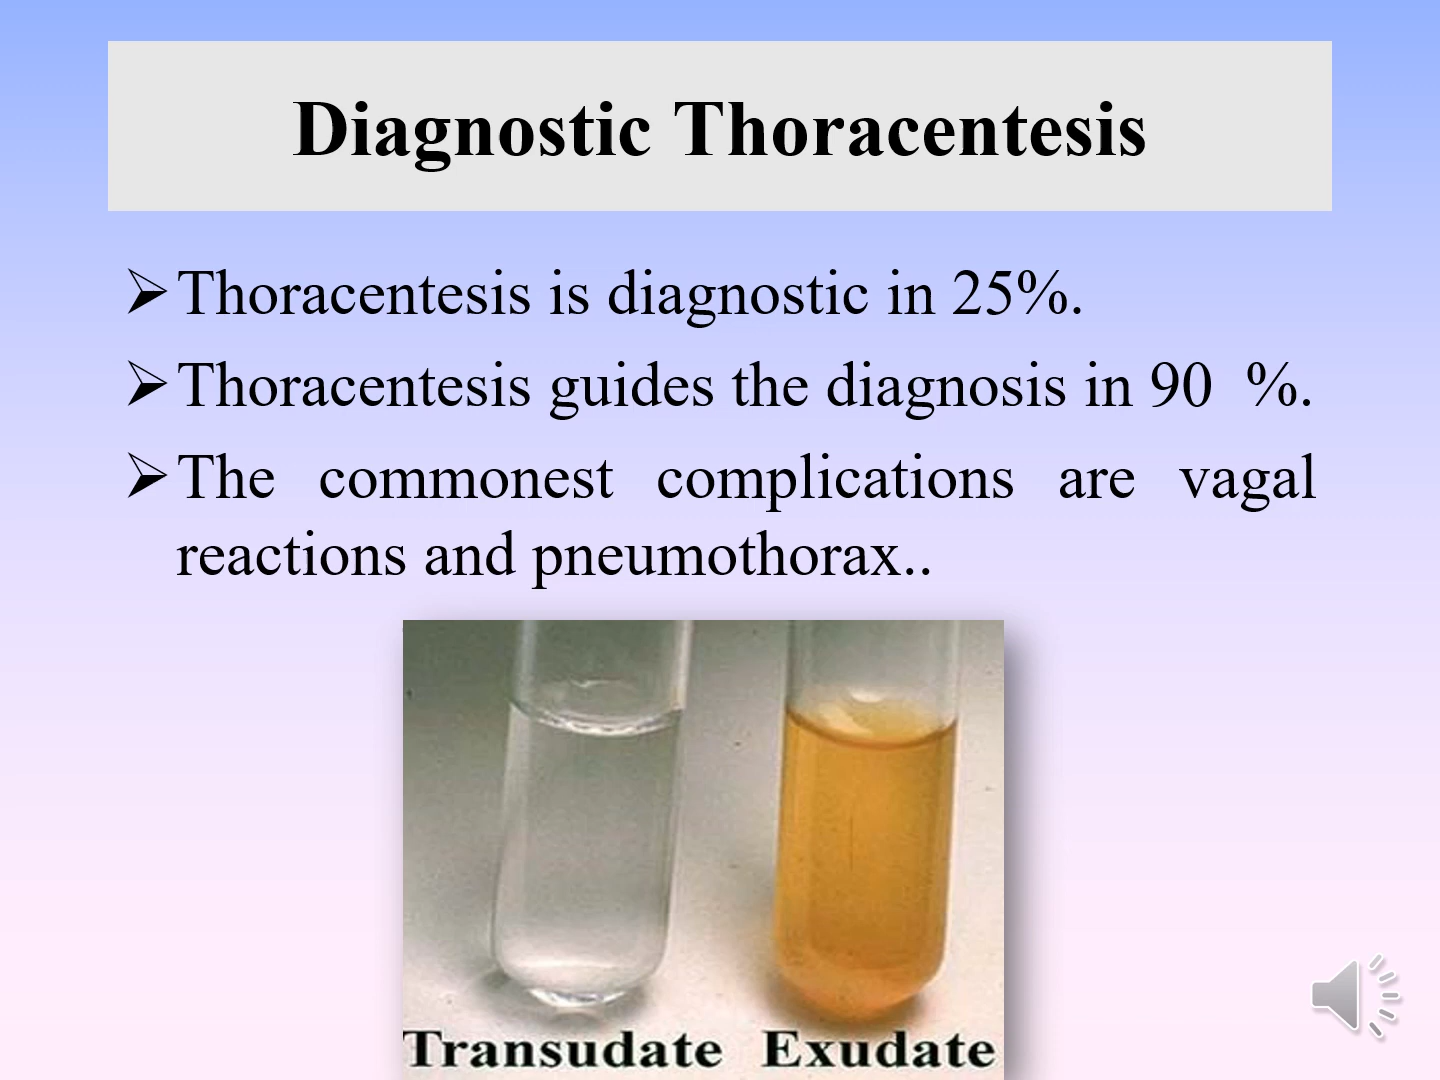 Diagnostic Thoracentesis
➢Thoracentesis is diagnostic in 25%.
➢Thoracentesis guides the diagnosis in 90  %.
➢The commonest complications are vagal
reactions and pneumothorax..
Transudate Exudate